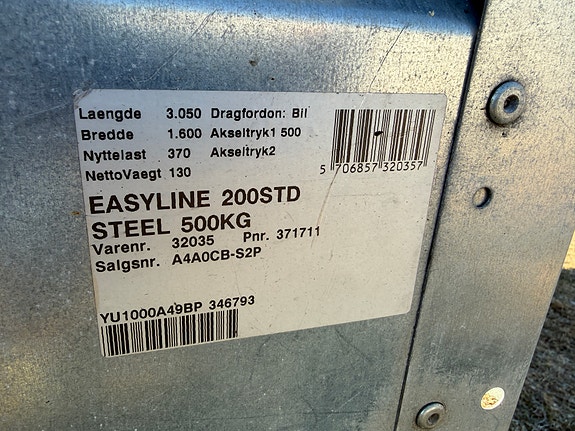 Laengde 3.050 Dragfordon: Bil
Bredde 1.600 Akseltryk1 500
Nyttelast 370 Akseltryk2
NettoVaegt 130
5 706857 320357
EASYLINE 200STD
STEEL 500KG
Varenr. 32035 Pnr. 371711
Salgsnr. A4A0CB-S2P
YU1000A49BP 346793